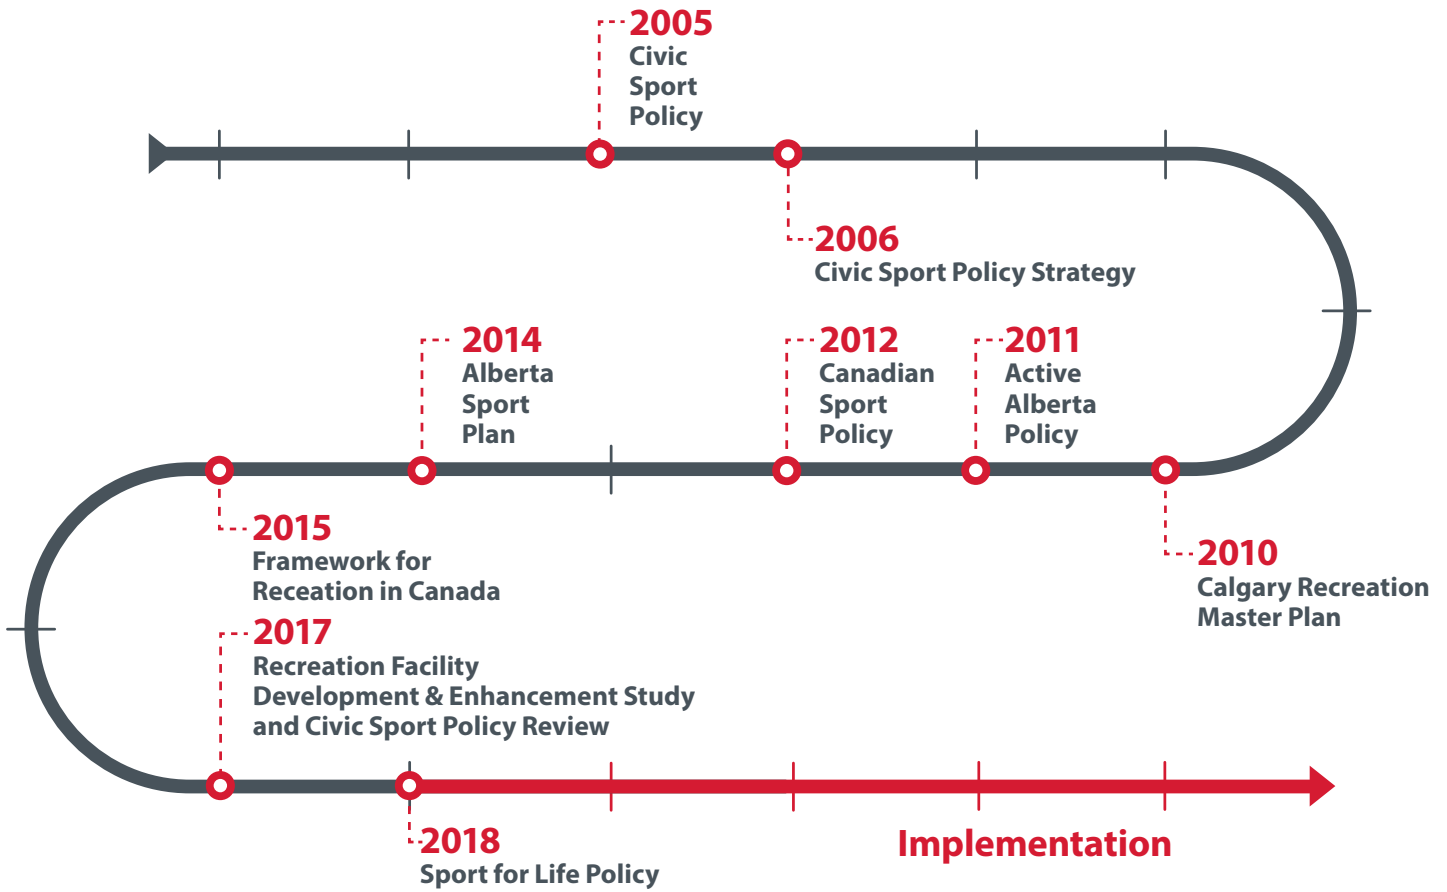 2005
Civic
Sport
Policy
2006
Civic Sport Policy Strategy
2014
Alberta
Sport
Plan
2012
Canadian
Sport
Policy
2011
Active
Alberta
Policy
2015
Framework for
Receation in Canada
2010
Calgary Recreation
Master Plan
2017
Recreation Facility
Development & Enhancement Study
and Civic Sport Policy Review
2018
Sport for Life Policy
Implementation